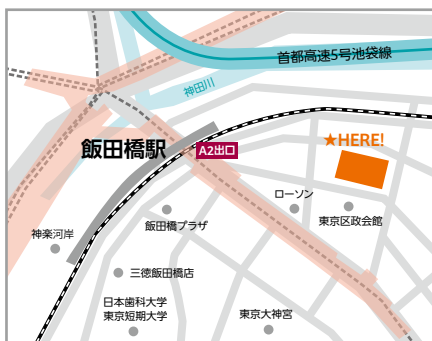 首都高速5号池袋線
神田川
★HERE!
飯田橋駅
A2出口
ローソン
東京区政会館
飯田橋プラザ
神楽河岸
三徳飯田橋店
日本歯科大学
東京短期大学
東京大神宮